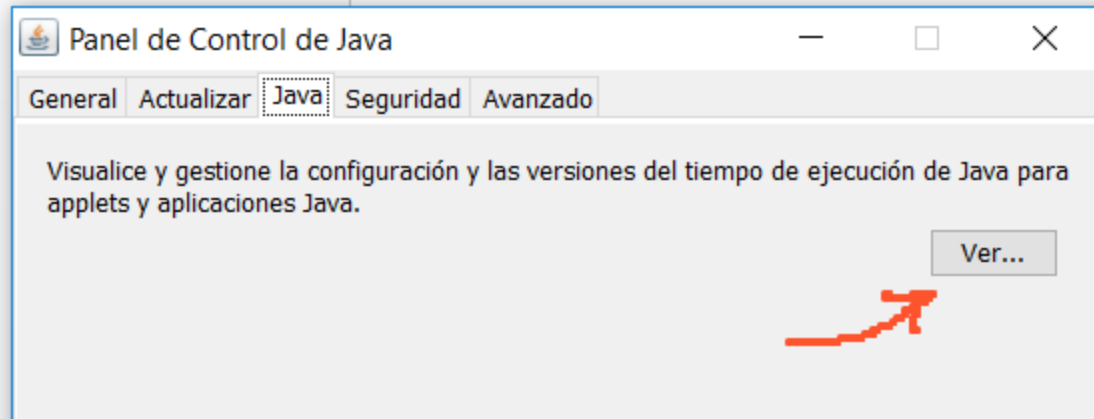 Panel de Control de Java
General Actualizar Java Seguridad Avanzado
Visualice y gestione la configuración y las versiones del tiempo de ejecución de Java para
applets y aplicaciones Java.
Ver...